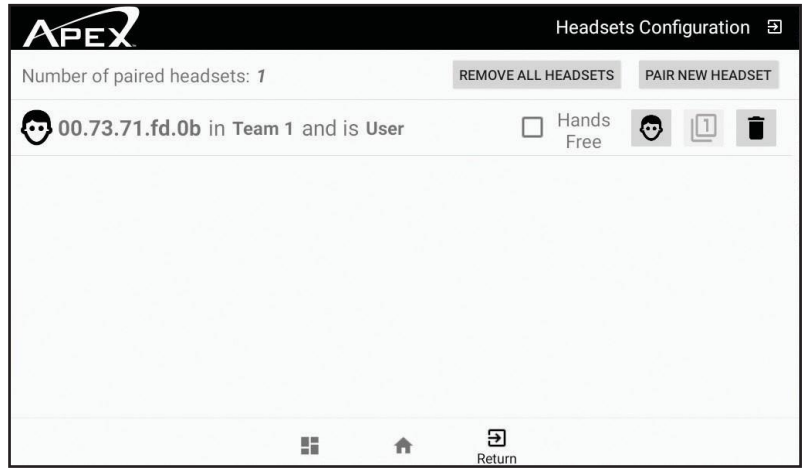 APEX
Headsets Configuration
Number of paired headsets: 1
REMOVE ALL HEADSETS
PAIR NEW HEADSET
00.73.71.fd.0b in Team 1 and is User
Hands
Free
1
Return